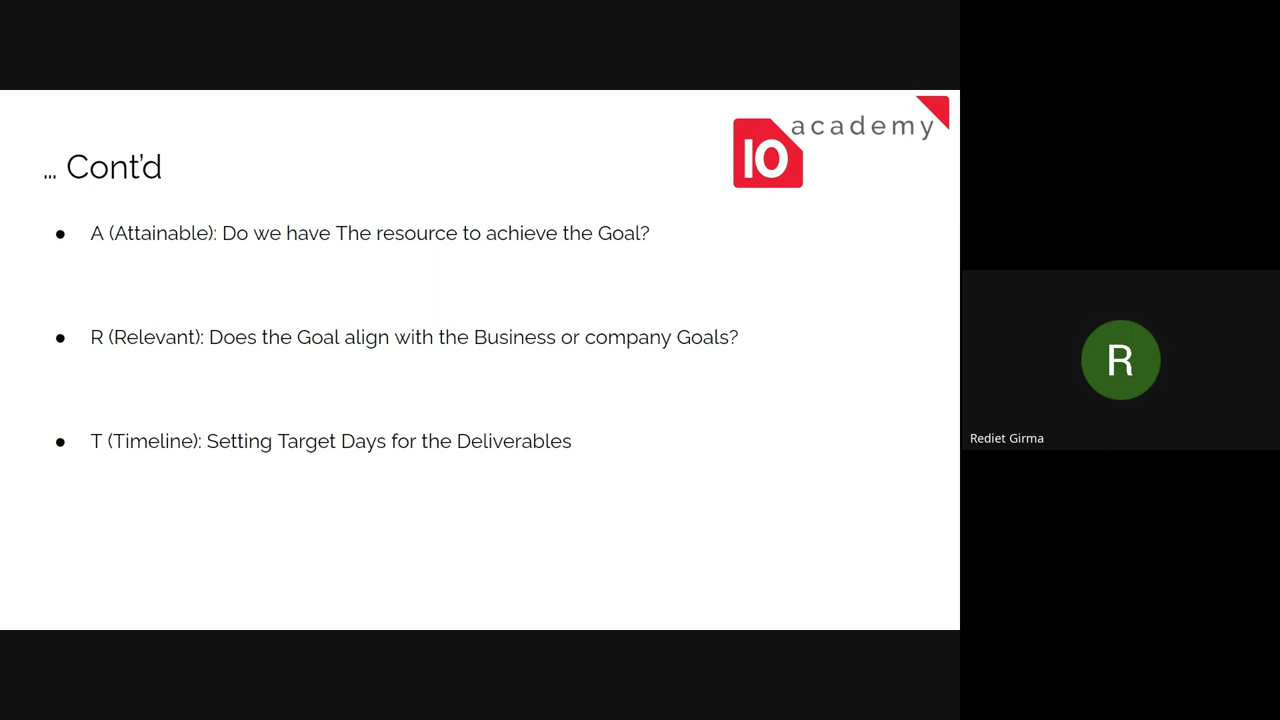 10 academy
... Cont'd
● A (Attainable): Do we have The resource to achieve the Goal?
● R (Relevant): Does the Goal align with the Business or company Goals?
● T (Timeline): Setting Target Days for the Deliverables
R
Rediet Girma